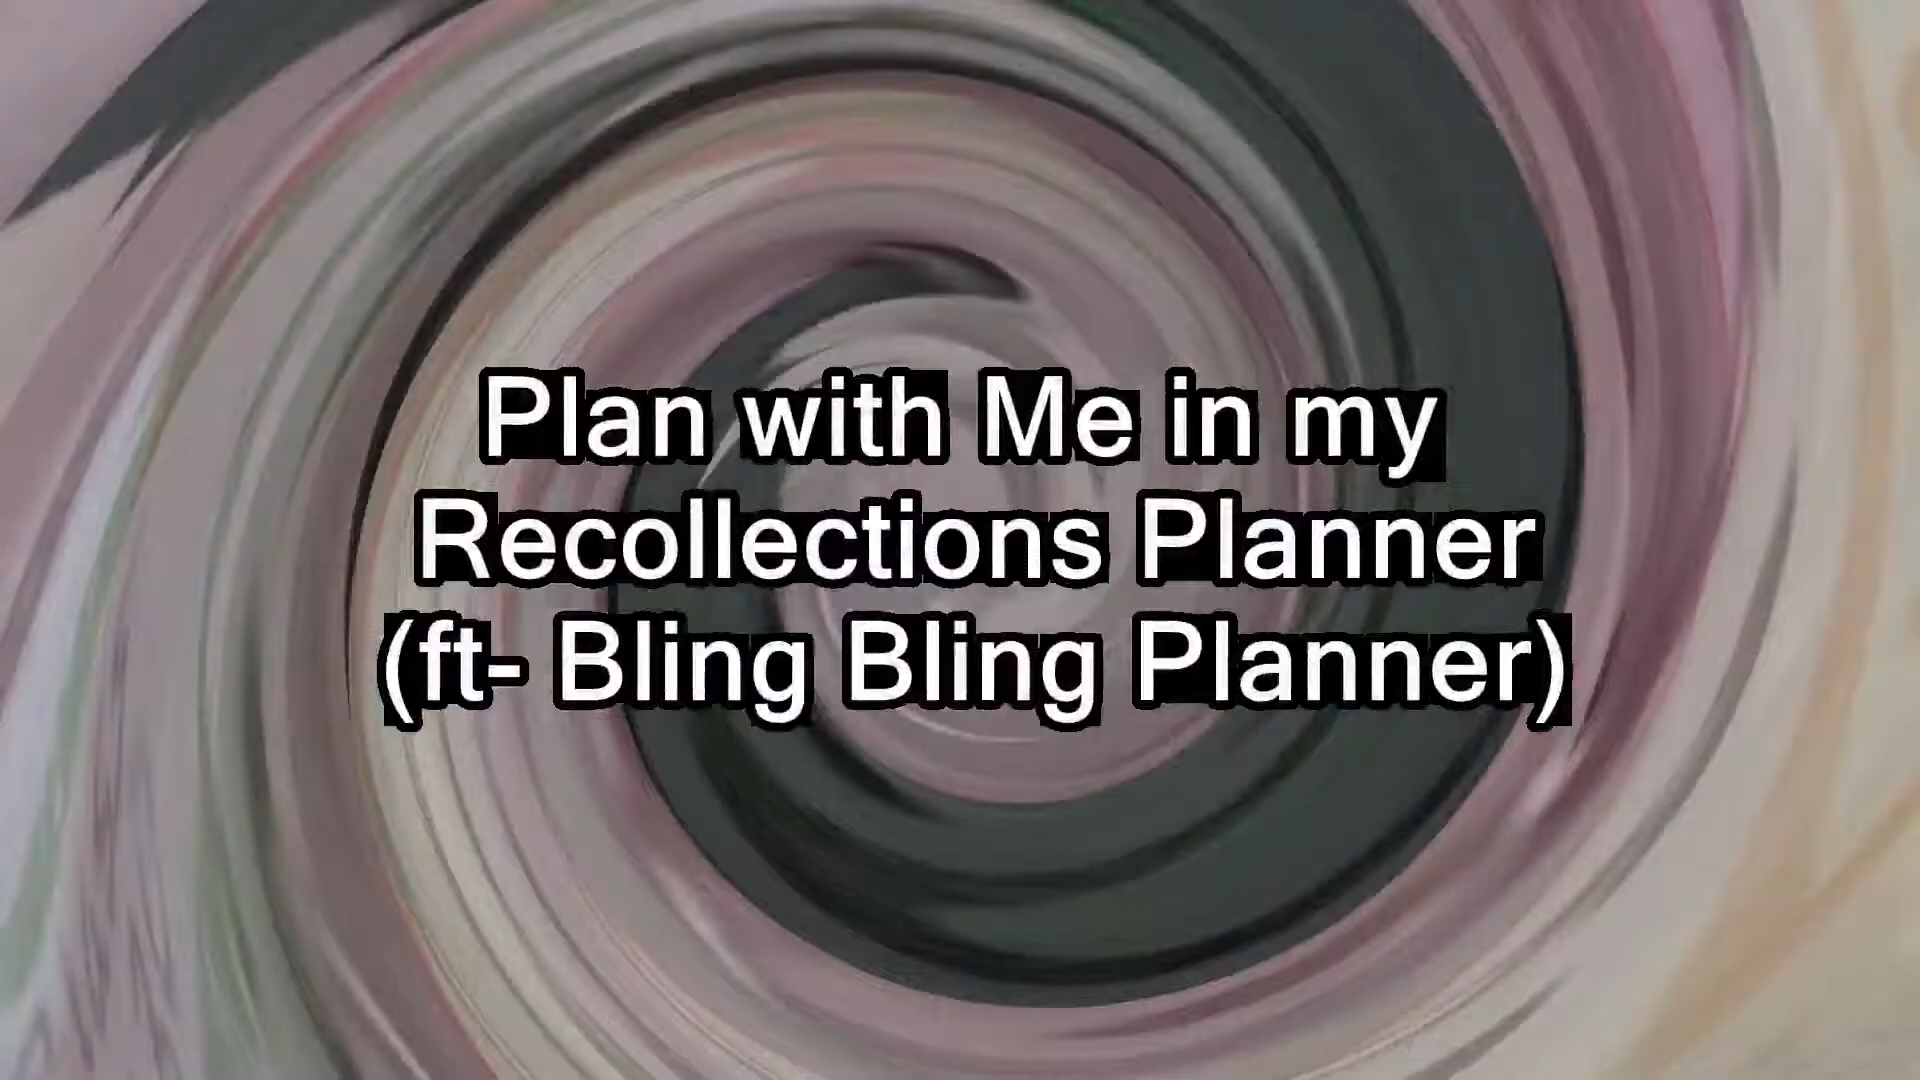 Plan with Me in my
Recollections Planner
(ft- Bling Bling Planner)